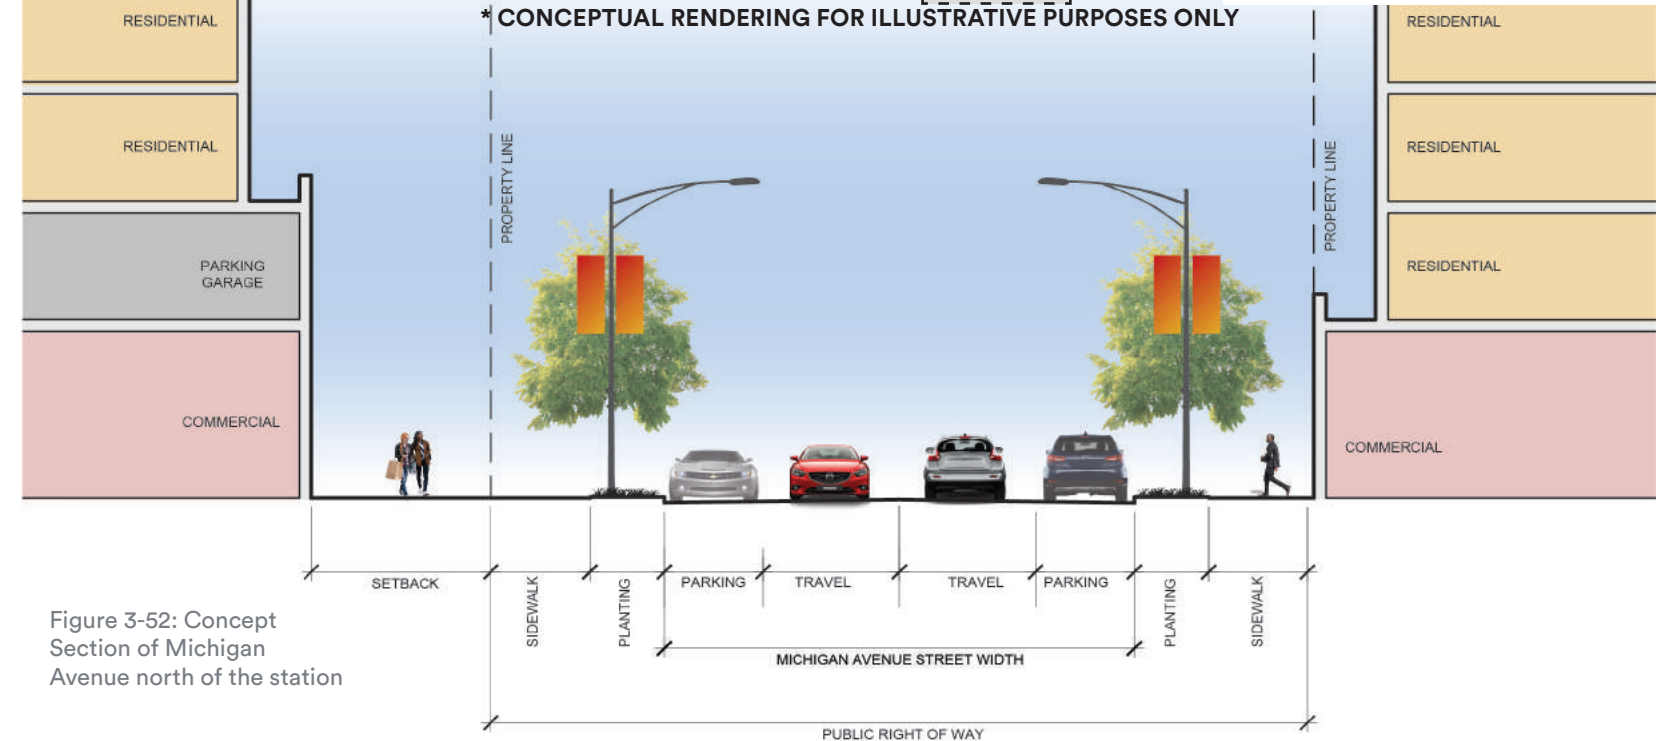 * CONCEPTUAL RENDERING FOR ILLUSTRATIVE PURPOSES ONLY
RESIDENTIAL
RESIDENTIAL
RESIDENTIAL
RESIDENTIAL
PROPERTY LINE
PROPERTY LINE
PARKING
GARAGE
RESIDENTIAL
COMMERCIAL
COMMERCIAL
SETBACK
SIDEWALK
PLANTING
PARKING
TRAVEL
TRAVEL
PARKING
PLANTING
SIDEWALK
MICHIGAN AVENUE STREET WIDTH
PUBLIC RIGHT OF WAY
Figure 3-52: Concept
Section of Michigan
Avenue north of the station